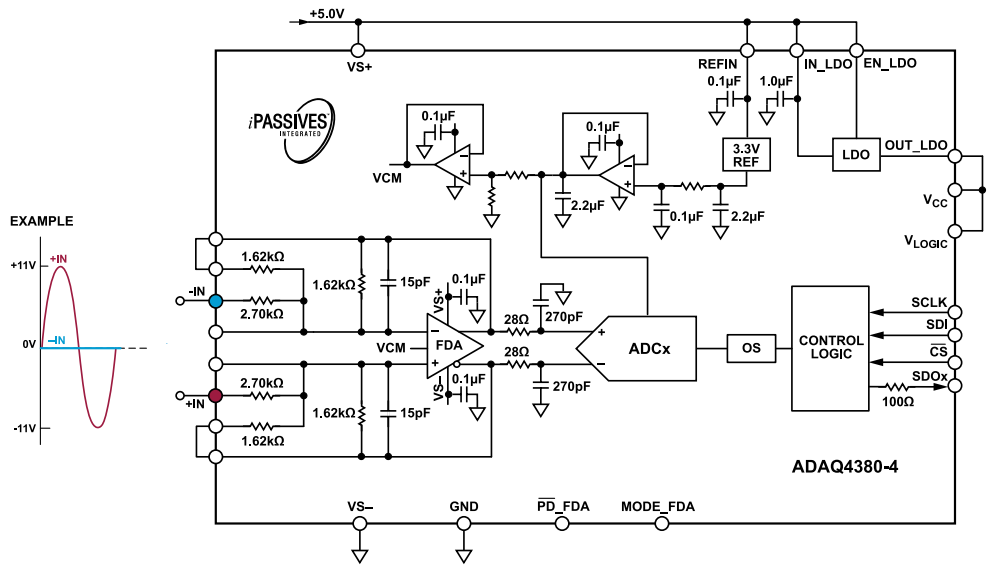 +5.0V
VS+
REFIN
IN_LDO
EN_LDO
0.1µF
1.0µF
iPASSIVES™
INTEGRATED
0.1µF
0.1µF
3.3V
REF
LDO
OUT_LDO
VCM
2.2µF
0.1µF
2.2µF
VCC
VLOGIC
EXAMPLE
+IN
+11V
–IN
0V
-11V
1.62kΩ
-IN
2.70kΩ
1.62kΩ
15pF
VS+
0.1µF
28Ω
270pF
VCM
FDA
28Ω
ADCx
OS
CONTROL
LOGIC
SCLK
SDI
CS
SDOx
100Ω
2.70kΩ
+IN
1.62kΩ
1.62kΩ
15pF
VS–
0.1µF
270pF
ADAQ4380-4
VS–
GND
PD_FDA
MODE_FDA